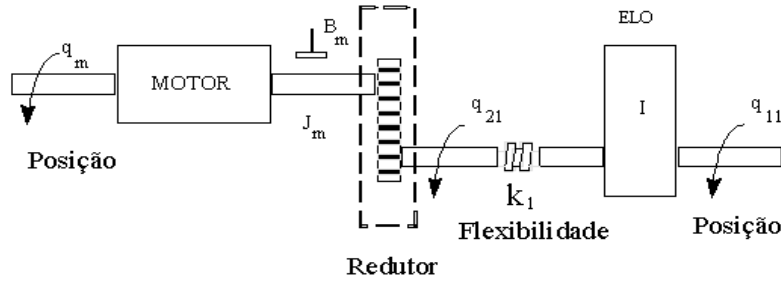 ELO
B_m
q_m
MOTOR
q_21
I
q_11
J_m
Posição
k_1
Flexibilidade
Posição
Redutor